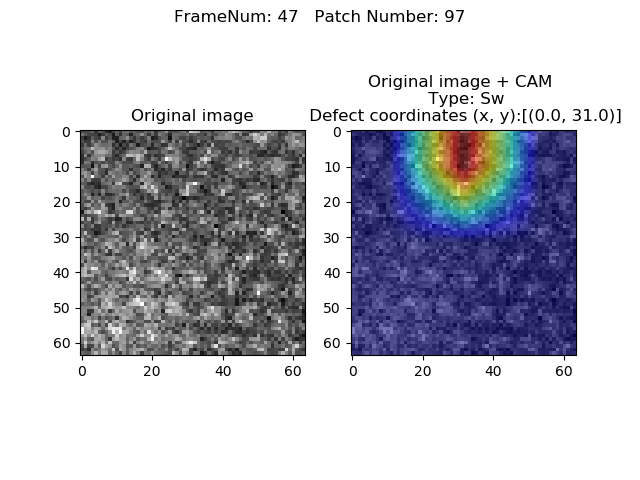 FrameNum: 47   Patch Number: 97
Original image
0
10
20
30
40
50
60
0 20 40 60
Original image + CAM
Type: Sw
Defect coordinates (x, y):[(0.0, 31.0)]
0
10
20
30
40
50
60
0 20 40 60